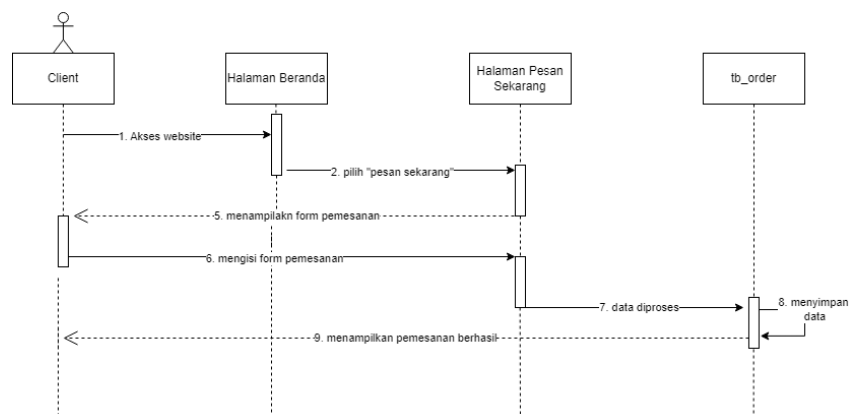 Client
Halaman Beranda
Halaman Pesan
Sekarang
tb_order
1. Akses website
2. pilih "pesan sekarang"
5. menampilakn form pemesanan
6. mengisi form pemesanan
7. data diproses
8. menyimpan
data
9. menampilkan pemesanan berhasil